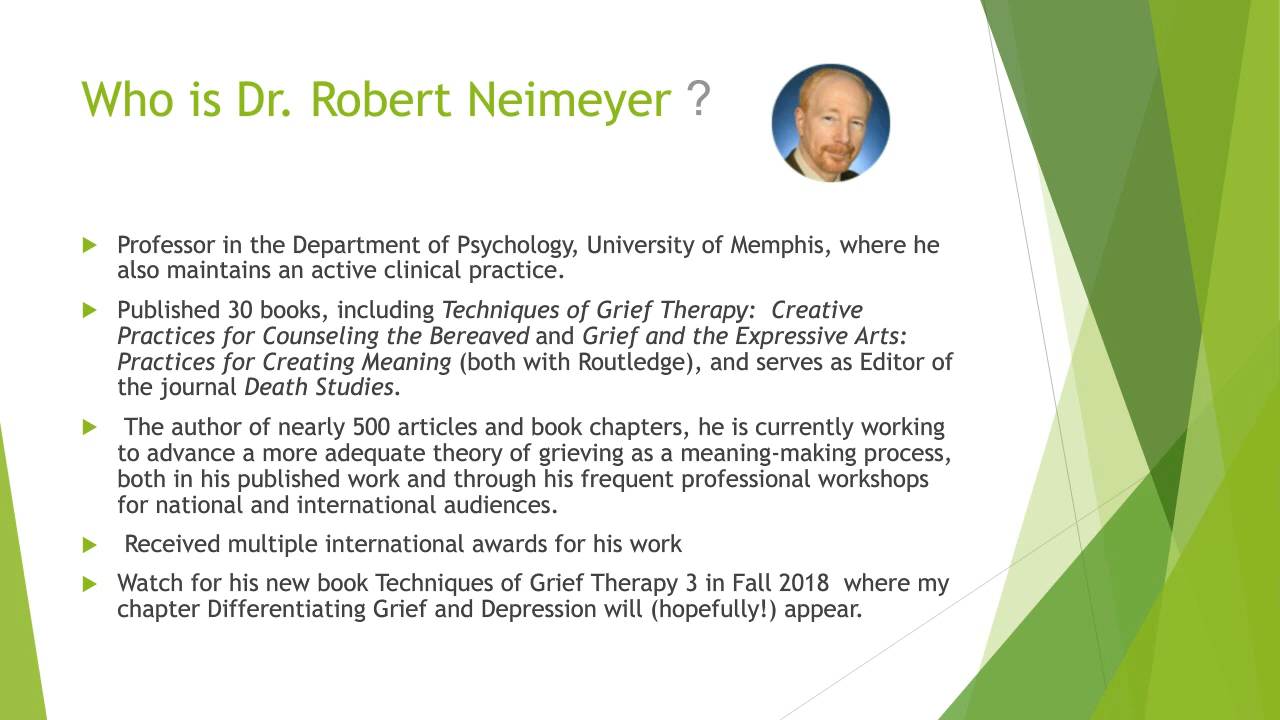 Who is Dr. Robert Neimeyer ?
Professor in the Department of Psychology, University of Memphis, where he
also maintains an active clinical practice.
Published 30 books, including Techniques of Grief Therapy:  Creative
Practices for Counseling the Bereaved and Grief and the Expressive Arts:
Practices for Creating Meaning (both with Routledge), and serves as Editor of
the journal Death Studies.
The author of nearly 500 articles and book chapters, he is currently working
to advance a more adequate theory of grieving as a meaning-making process,
both in his published work and through his frequent professional workshops
for national and international audiences.
Received multiple international awards for his work
Watch for his new book Techniques of Grief Therapy 3 in Fall 2018  where my
chapter Differentiating Grief and Depression will (hopefully!) appear.